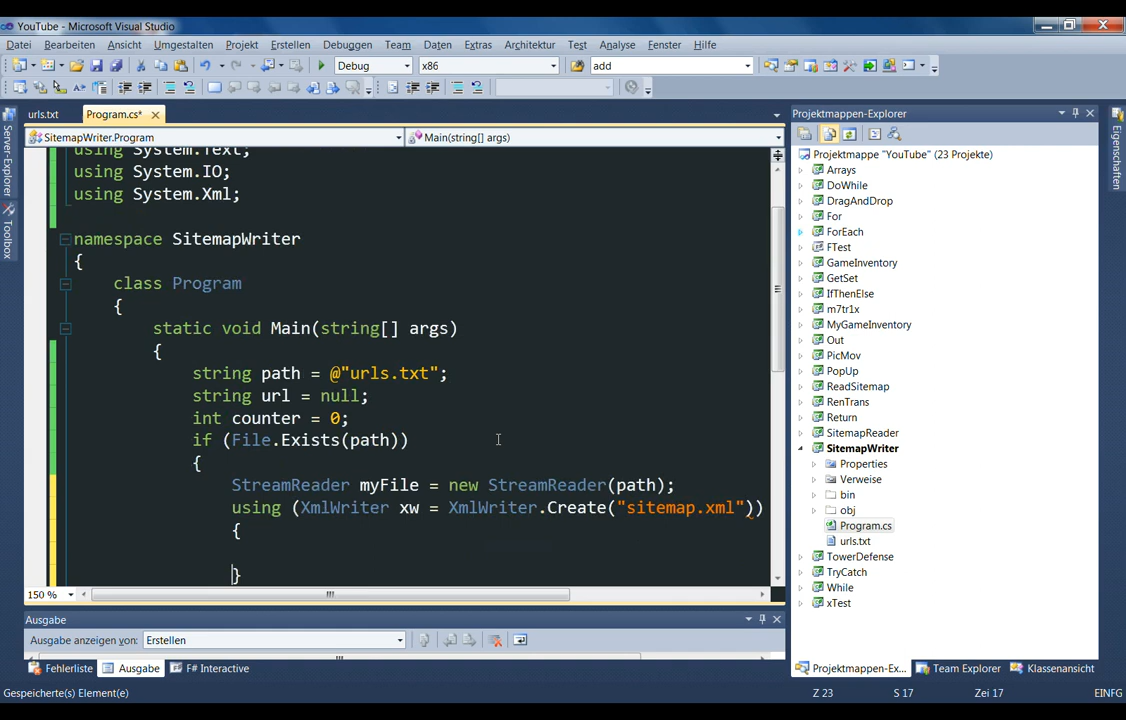 YouTube - Microsoft Visual Studio
Datei Bearbeiten Ansicht Umgestalten Projekt Erstellen Debuggen Team Daten Extras Architektur Test Analyse Fenster Hilfe
Debug x86 add
urls.txt Program.cs*
SitemapWriter.Program Main(string[] args)
using System.Text;
using System.IO;
using System.Xml;
namespace SitemapWriter
{
class Program
{
static void Main(string[] args)
{
string path = @"urls.txt";
string url = null;
int counter = 0;
if (File.Exists(path))
{
StreamReader myFile = new StreamReader(path);
using (XmlWriter xw = XmlWriter.Create("sitemap.xml"))
{
}
150 %
Ausgabe
Ausgabe anzeigen von: Erstellen
Fehlerliste Ausgabe F# Interactive
Server-Explorer
Toolbox
Projektmappen-Explorer
Projektmappe "YouTube" (23 Projekte)
Arrays
DoWhile
DragAndDrop
For
ForEach
FTest
GameInventory
GetSet
IfThenElse
m7tr1x
MyGameInventory
Out
PicMov
PopUp
ReadSitemap
RenTrans
Return
SitemapReader
SitemapWriter
Properties
Verweise
bin
obj
Program.cs
urls.txt
TowerDefense
TryCatch
While
xTest
Projektmappen-Ex... Team Explorer Klassenansicht
Eigenschaften
Gespeicherte(s) Element(e) Z 23 S 17 Zei 17 EINFG